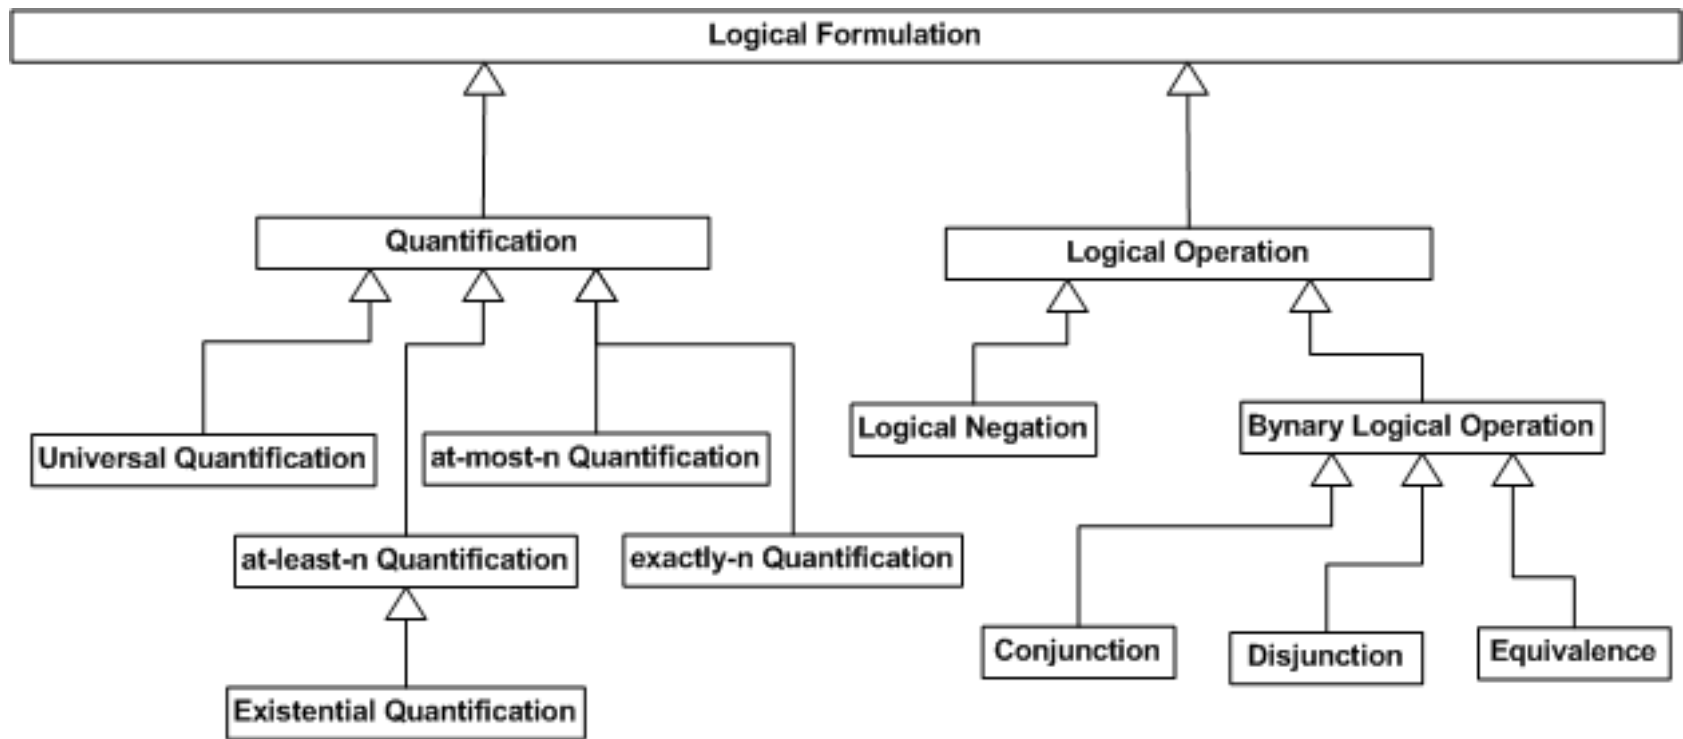 Logical Formulation
Quantification
Logical Operation
Logical Negation
Bynary Logical Operation
Universal Quantification
at-most-n Quantification
at-least-n Quantification
exactly-n Quantification
Conjunction
Disjunction
Equivalence
Existential Quantification